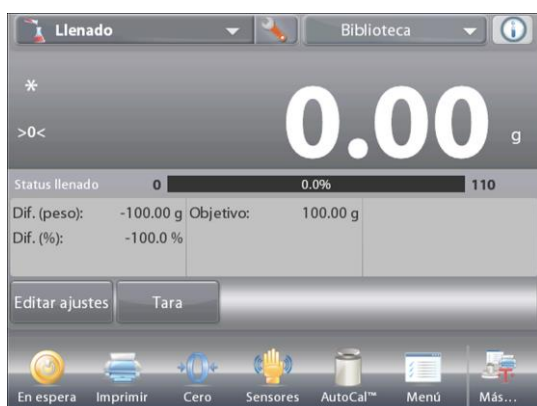 Llenado Biblioteca
*
>0< 0.00 g
Status llenado 0 0.0% 110
Dif. (peso): -100.00 g Objetivo: 100.00 g
Dif. (%): -100.0 %
Editar ajustes Tara
En espera Imprimir Cero Sensores AutoCal™ Menú Más...